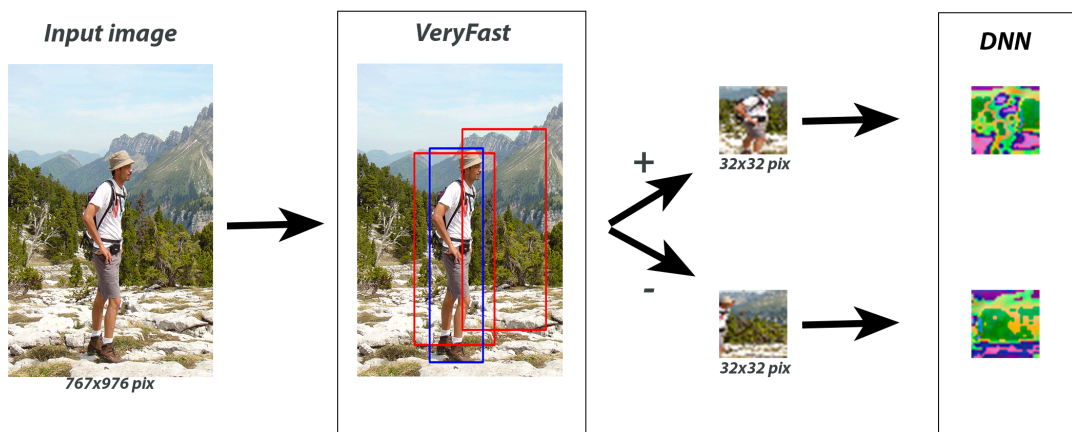 Input image
VeryFast
DNN
+
32x32 pix
-
32x32 pix
767x976 pix